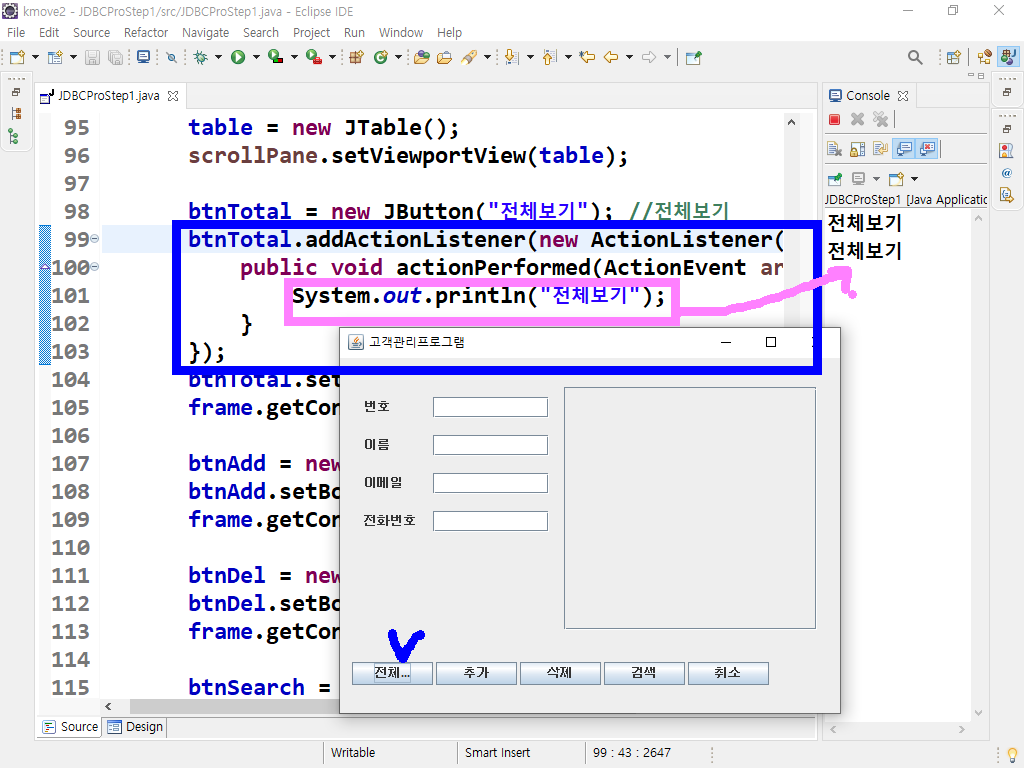 kmove2 - JDBCProStep1/src/JDBCProStep1.java - Eclipse IDE
File Edit Source Refactor Navigate Search Project Run Window Help
JDBCProStep1.java
95 table = new JTable();
96 scrollPane.setViewportView(table);
97
98 btnTotal = new JButton("전체보기"); //전체보기
99 btnTotal.addActionListener(new ActionListener(
100 public void actionPerformed(ActionEvent ar
101 System.out.println("전체보기");
102 }
103 });
104 btnTotal.set
105 frame.getCon
106
107 btnAdd = new
108 btnAdd.setBo
109 frame.getCon
110
111 btnDel = new
112 btnDel.setBo
113 frame.getCon
114
115 btnSearch =
Source Design
Console
JDBCProStep1 [Java Applicatic
전체보기
전체보기
고객관리프로그램
번호
이름
이메일
전화번호
전체... 추가 삭제 검색 취소
Writable Smart Insert 99 : 43 : 2647